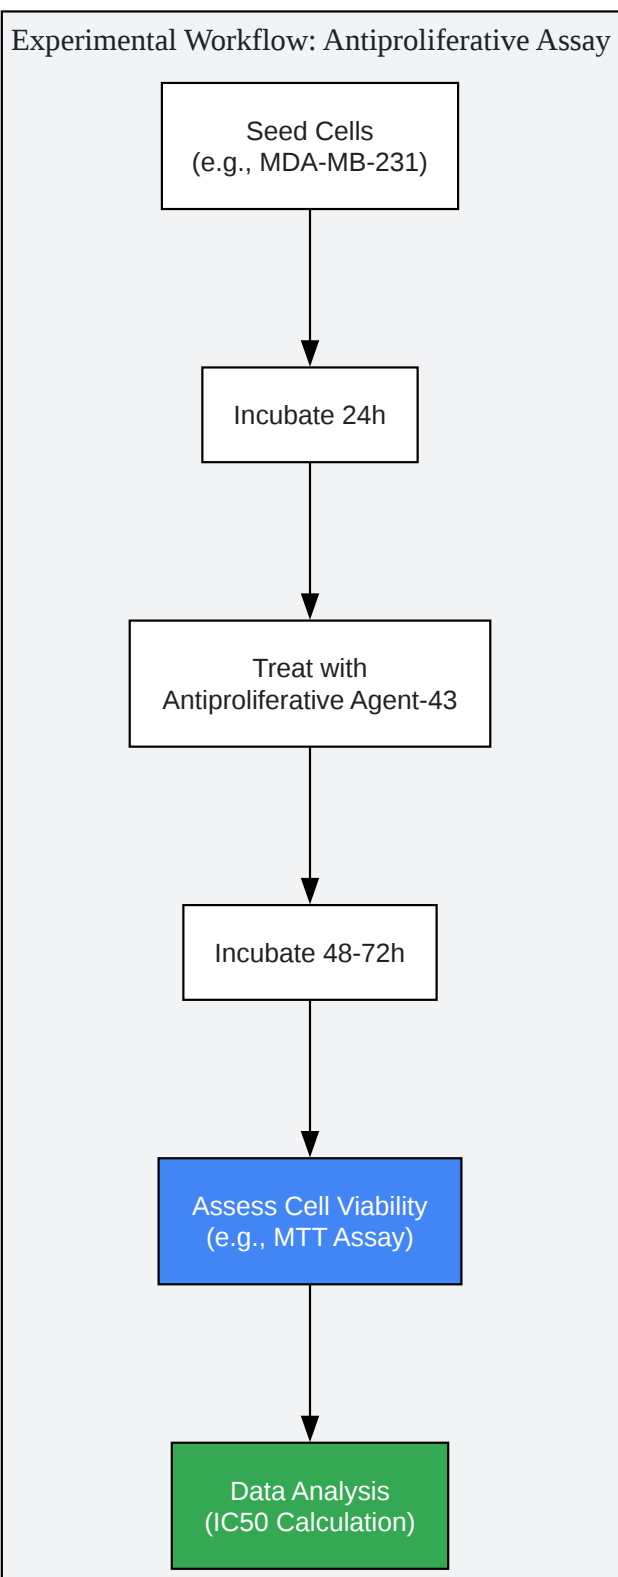 Experimental Workflow: Antiproliferative Assay
Seed Cells
(e.g., MDA-MB-231)
Incubate 24h
Treat with
Antiproliferative Agent-43
Incubate 48-72h
Assess Cell Viability
(e.g., MTT Assay)
Data Analysis
(IC50 Calculation)